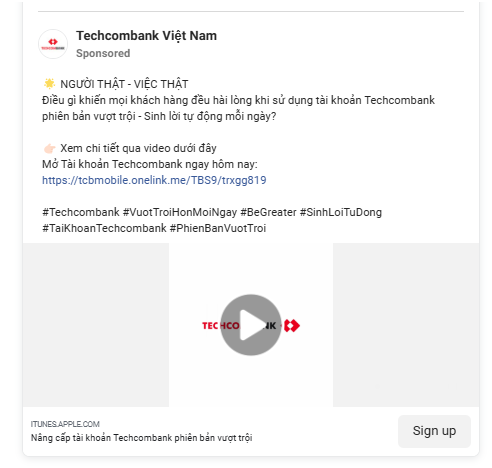 Techcombank Việt Nam
Sponsored
🌟 NGƯỜI THẬT - VIỆC THẬT
Điều gì khiến mọi khách hàng đều hài lòng khi sử dụng tài khoản Techcombank
phiên bản vượt trội - Sinh lời tự động mỗi ngày?
👉🏻 Xem chi tiết qua video dưới đây
Mở Tài khoản Techcombank ngay hôm nay:
https://tcbmobile.onelink.me/TBS9/trxgg819
#Techcombank #VuotTroiHonMoiNgay #BeGreater #SinhLoiTuDong
#TaiKhoanTechcombank #PhienBanVuotTroi
ITUNES.APPLE.COM
Nâng cấp tài khoản Techcombank phiên bản vượt trội
Sign up